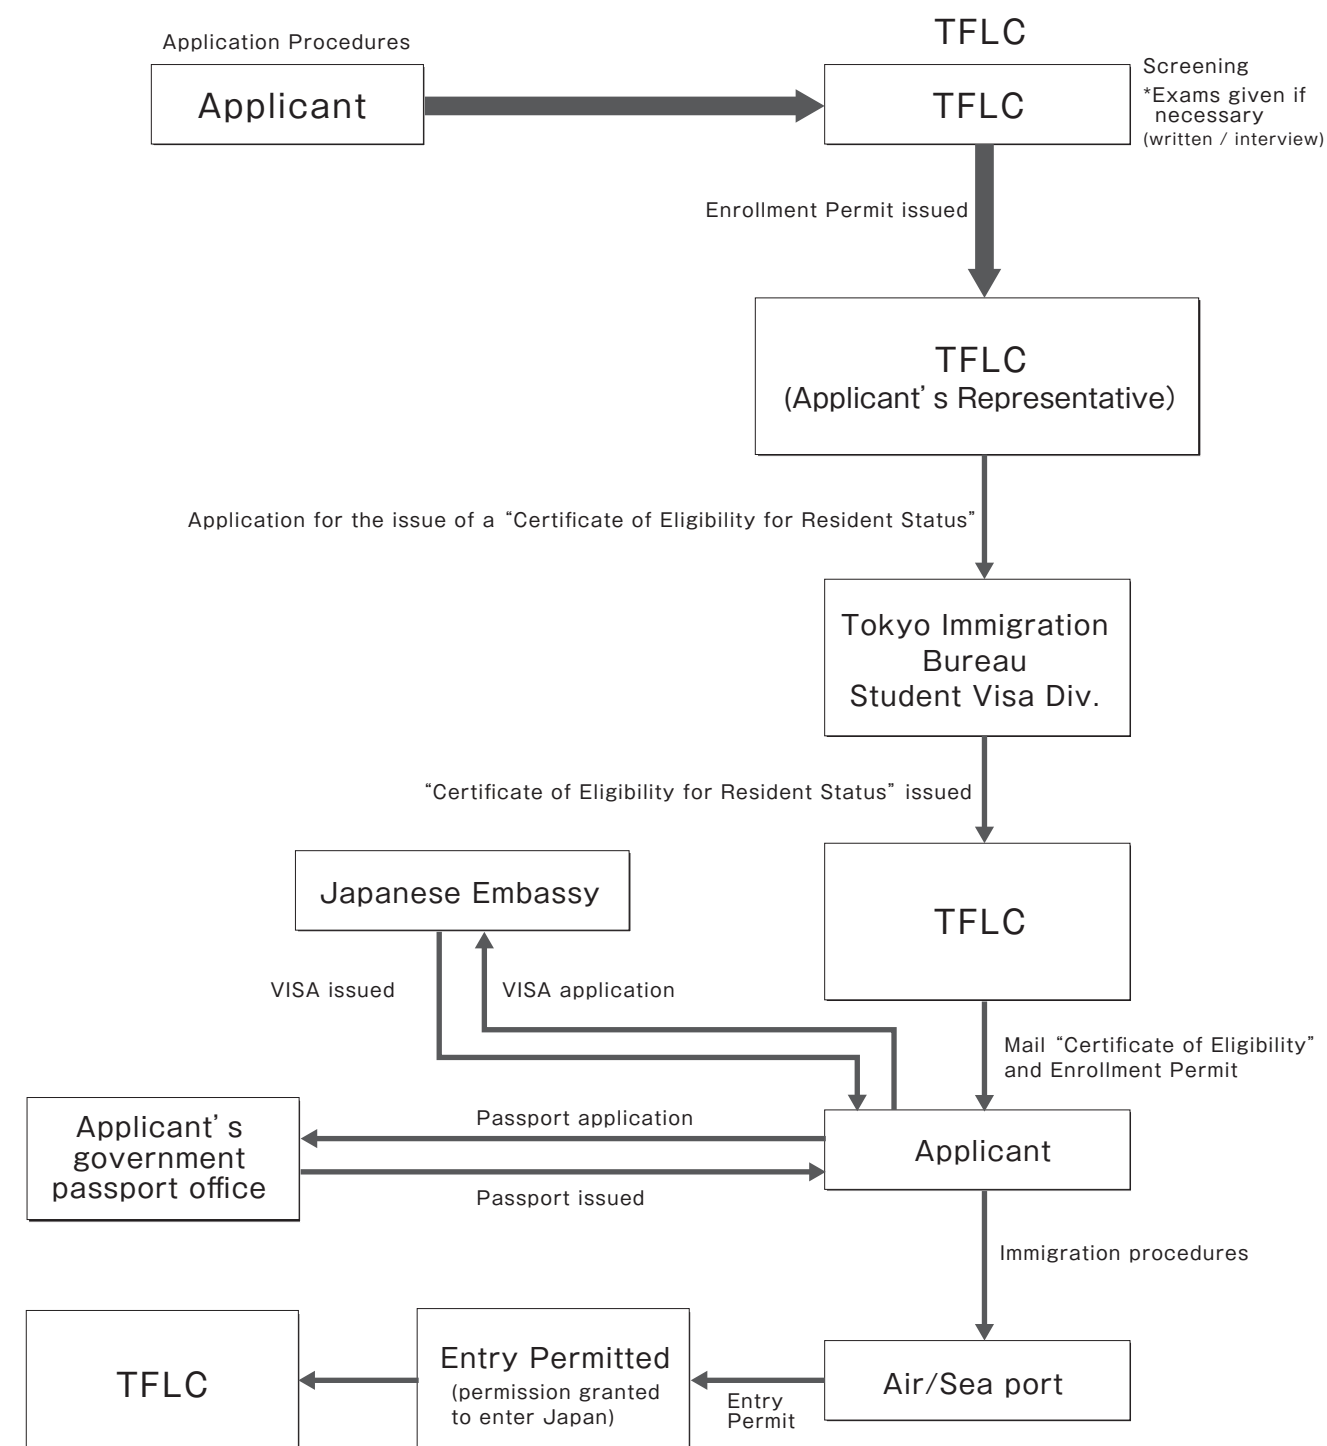 TFLC
Application Procedures
Applicant
TFLC
Screening
*Exams given if
necessary
(written / interview)
Enrollment Permit issued
TFLC
(Applicant’s Representative)
Application for the issue of a “Certificate of Eligibility for Resident Status”
Tokyo Immigration
Bureau
Student Visa Div.
“Certificate of Eligibility for Resident Status” issued
Japanese Embassy
TFLC
VISA issued
VISA application
Mail “Certificate of Eligibility”
and Enrollment Permit
Applicant’s
government
passport office
Passport application
Passport issued
Applicant
Immigration procedures
TFLC
Entry Permitted
(permission granted
to enter Japan)
Entry
Permit
Air/Sea port